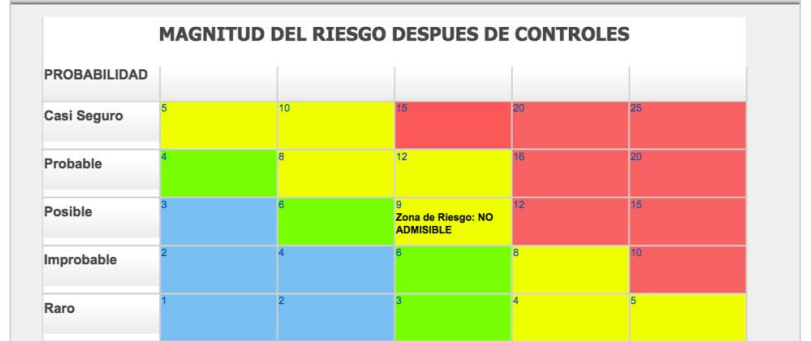 MAGNITUD DEL RIESGO DESPUES DE CONTROLES
PROBABILIDAD
Casi Seguro 5 10 15 20 25
Probable 4 8 12 16 20
Posible 3 6 9 12 15
Zona de Riesgo: NO
ADMISIBLE
Improbable 2 4 6 8 10
Raro 1 2 3 4 5